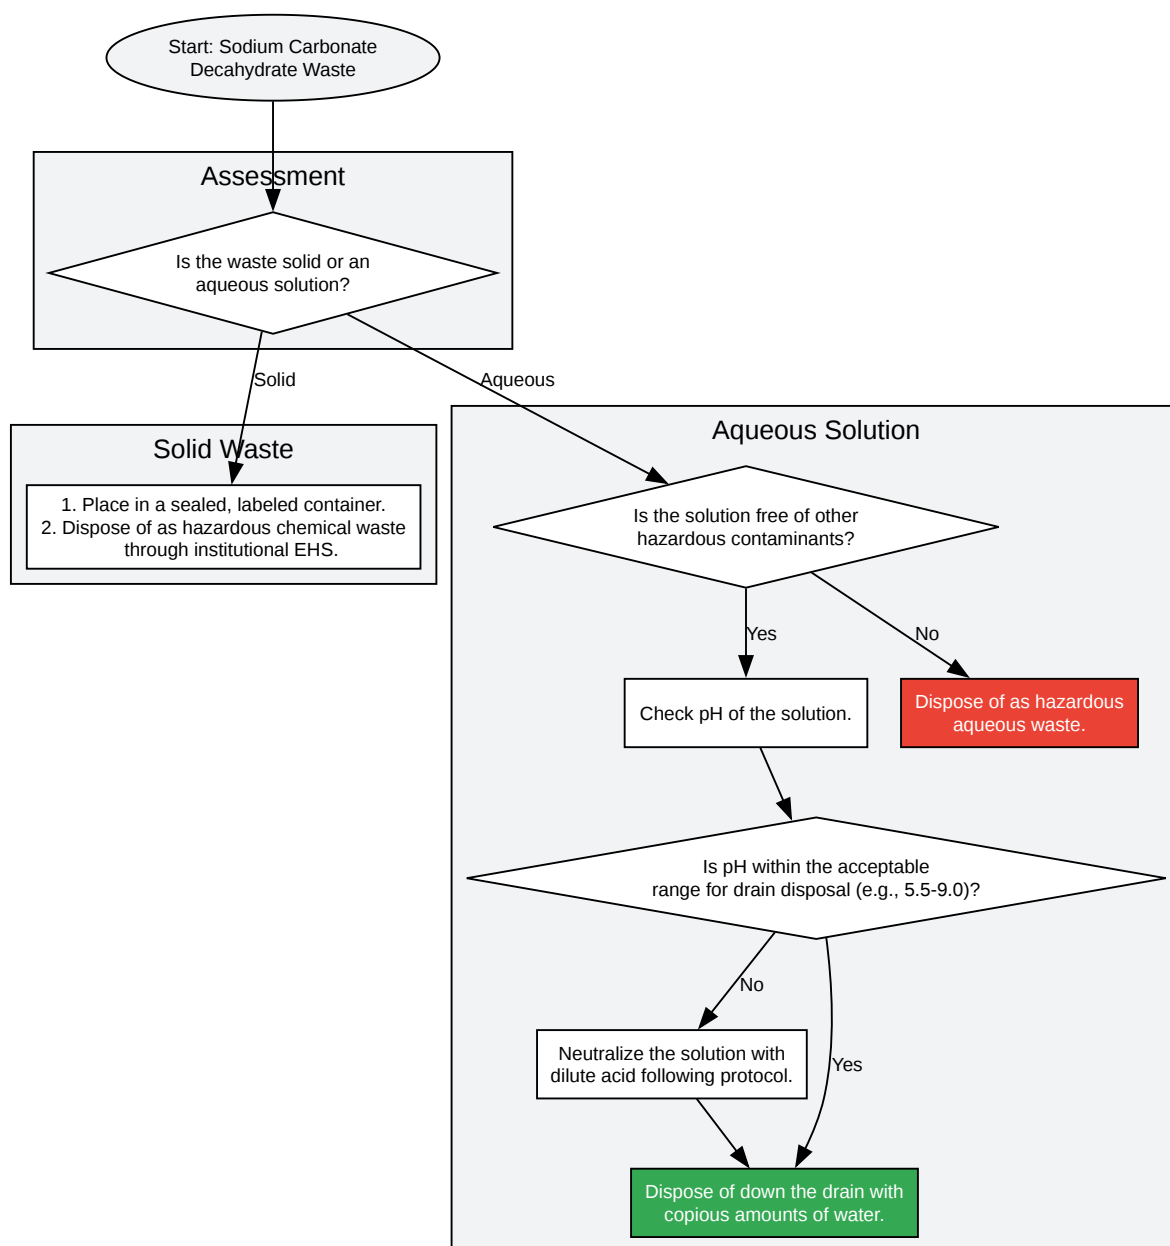 Start: Sodium Carbonate
Decahydrate Waste
Assessment
Is the waste solid or an
aqueous solution?
Solid
Aqueous
Solid Waste
1. Place in a sealed, labeled container.
2. Dispose of as hazardous chemical waste
through institutional EHS.
Aqueous Solution
Is the solution free of other
hazardous contaminants?
Yes
No
Check pH of the solution.
Dispose of as hazardous
aqueous waste.
Is pH within the acceptable
range for drain disposal (e.g., 5.5-9.0)?
No
Yes
Neutralize the solution with
dilute acid following protocol.
Dispose of down the drain with
copious amounts of water.